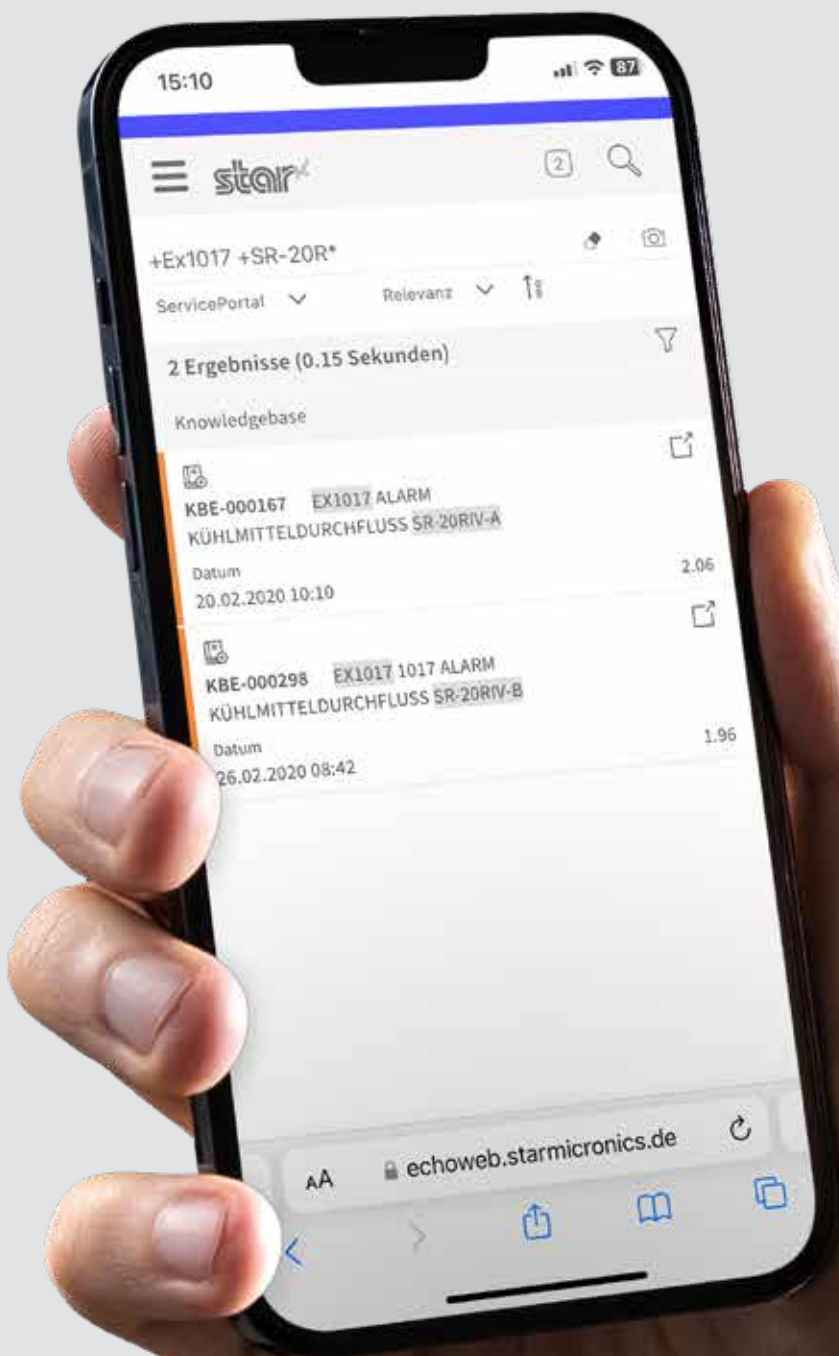 15:10 87
star 2
+Ex1017 +SR-20R*
ServicePortal Relevanz
2 Ergebnisse (0.15 Sekunden)
Knowledgebase
KBE-000167 EX1017 ALARM
KÜHLMITTELDURCHFLUSS SR-20RIV-A
Datum
20.02.2020 10:10 2.06
KBE-000298 EX1017 1017 ALARM
KÜHLMITTELDURCHFLUSS SR-20RIV-B
Datum
26.02.2020 08:42 1.96
AA echoweb.starmicronics.de